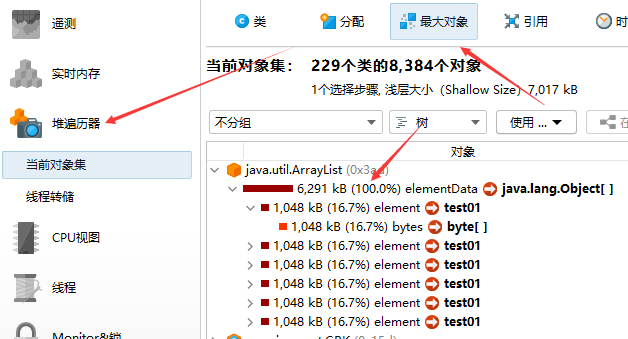 遥测
实时内存
堆遍历器
当前对象集
线程转储
CPU视图
线程
Monitor&锁
类 分配 最大对象 引用 时
当前对象集： 229个类的8,384个对象
1个选择步骤, 浅层大小（Shallow Size）7,017 kB
不分组 树 使用 ... 在
对象
java.util.ArrayList (0x3ad)
6,291 kB (100.0%) elementData java.lang.Object[ ]
1,048 kB (16.7%) element test01
1,048 kB (16.7%) bytes byte[ ]
1,048 kB (16.7%) element test01
1,048 kB (16.7%) element test01
1,048 kB (16.7%) element test01
1,048 kB (16.7%) element test01
1,048 kB (16.7%) element test01